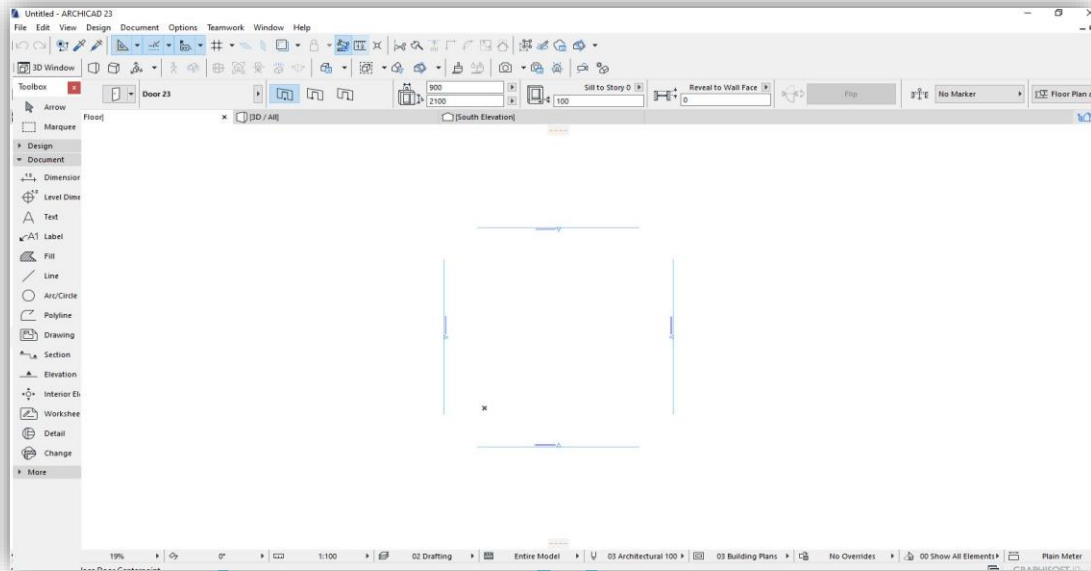 Untitled - ARCHICAD 23
File Edit View Design Document Options Teamwork Window Help
3D Window
Toolbox
Door 23
900
2100
Sill to Story 0
100
Reveal to Wall Face
0
Flip
No Marker
Floor Plan a
Floor]
[3D / All]
[South Elevation]
Arrow
Marquee
Design
Document
Dimension
Level Dime
Text
A1 Label
Fill
Line
Arc/Circle
Polyline
Drawing
Section
Elevation
Interior El
Workshee
Detail
Change
More
19% 0° 1:100 02 Drafting Entire Model 03 Architectural 100 03 Building Plans No Overrides 00 Show All Elements Plain Meter
GRAPHISOFT